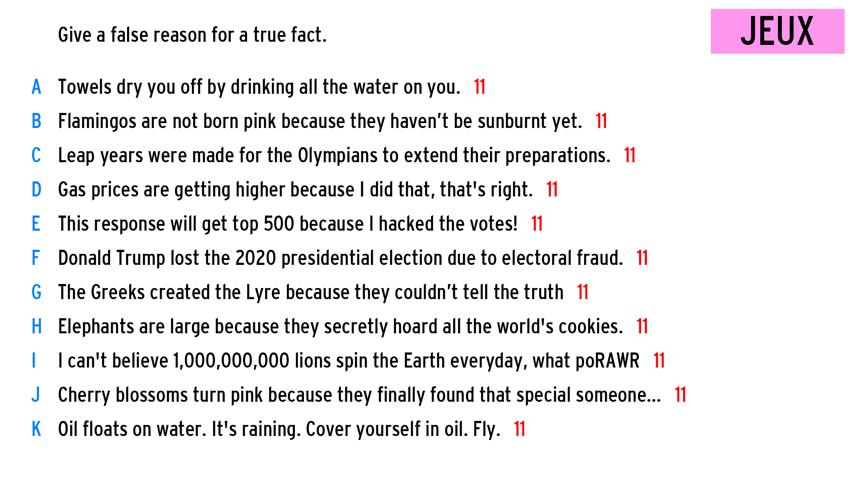 Give a false reason for a true fact.
JEUX
A Towels dry you off by drinking all the water on you. 11
B Flamingos are not born pink because they haven’t be sunburnt yet. 11
C Leap years were made for the Olympians to extend their preparations. 11
D Gas prices are getting higher because I did that, that's right. 11
E This response will get top 500 because I hacked the votes! 11
F Donald Trump lost the 2020 presidential election due to electoral fraud. 11
G The Greeks created the Lyre because they couldn’t tell the truth 11
H Elephants are large because they secretly hoard all the world's cookies. 11
I I can't believe 1,000,000,000 lions spin the Earth everyday, what poRAWR 11
J Cherry blossoms turn pink because they finally found that special someone... 11
K Oil floats on water. It's raining. Cover yourself in oil. Fly. 11